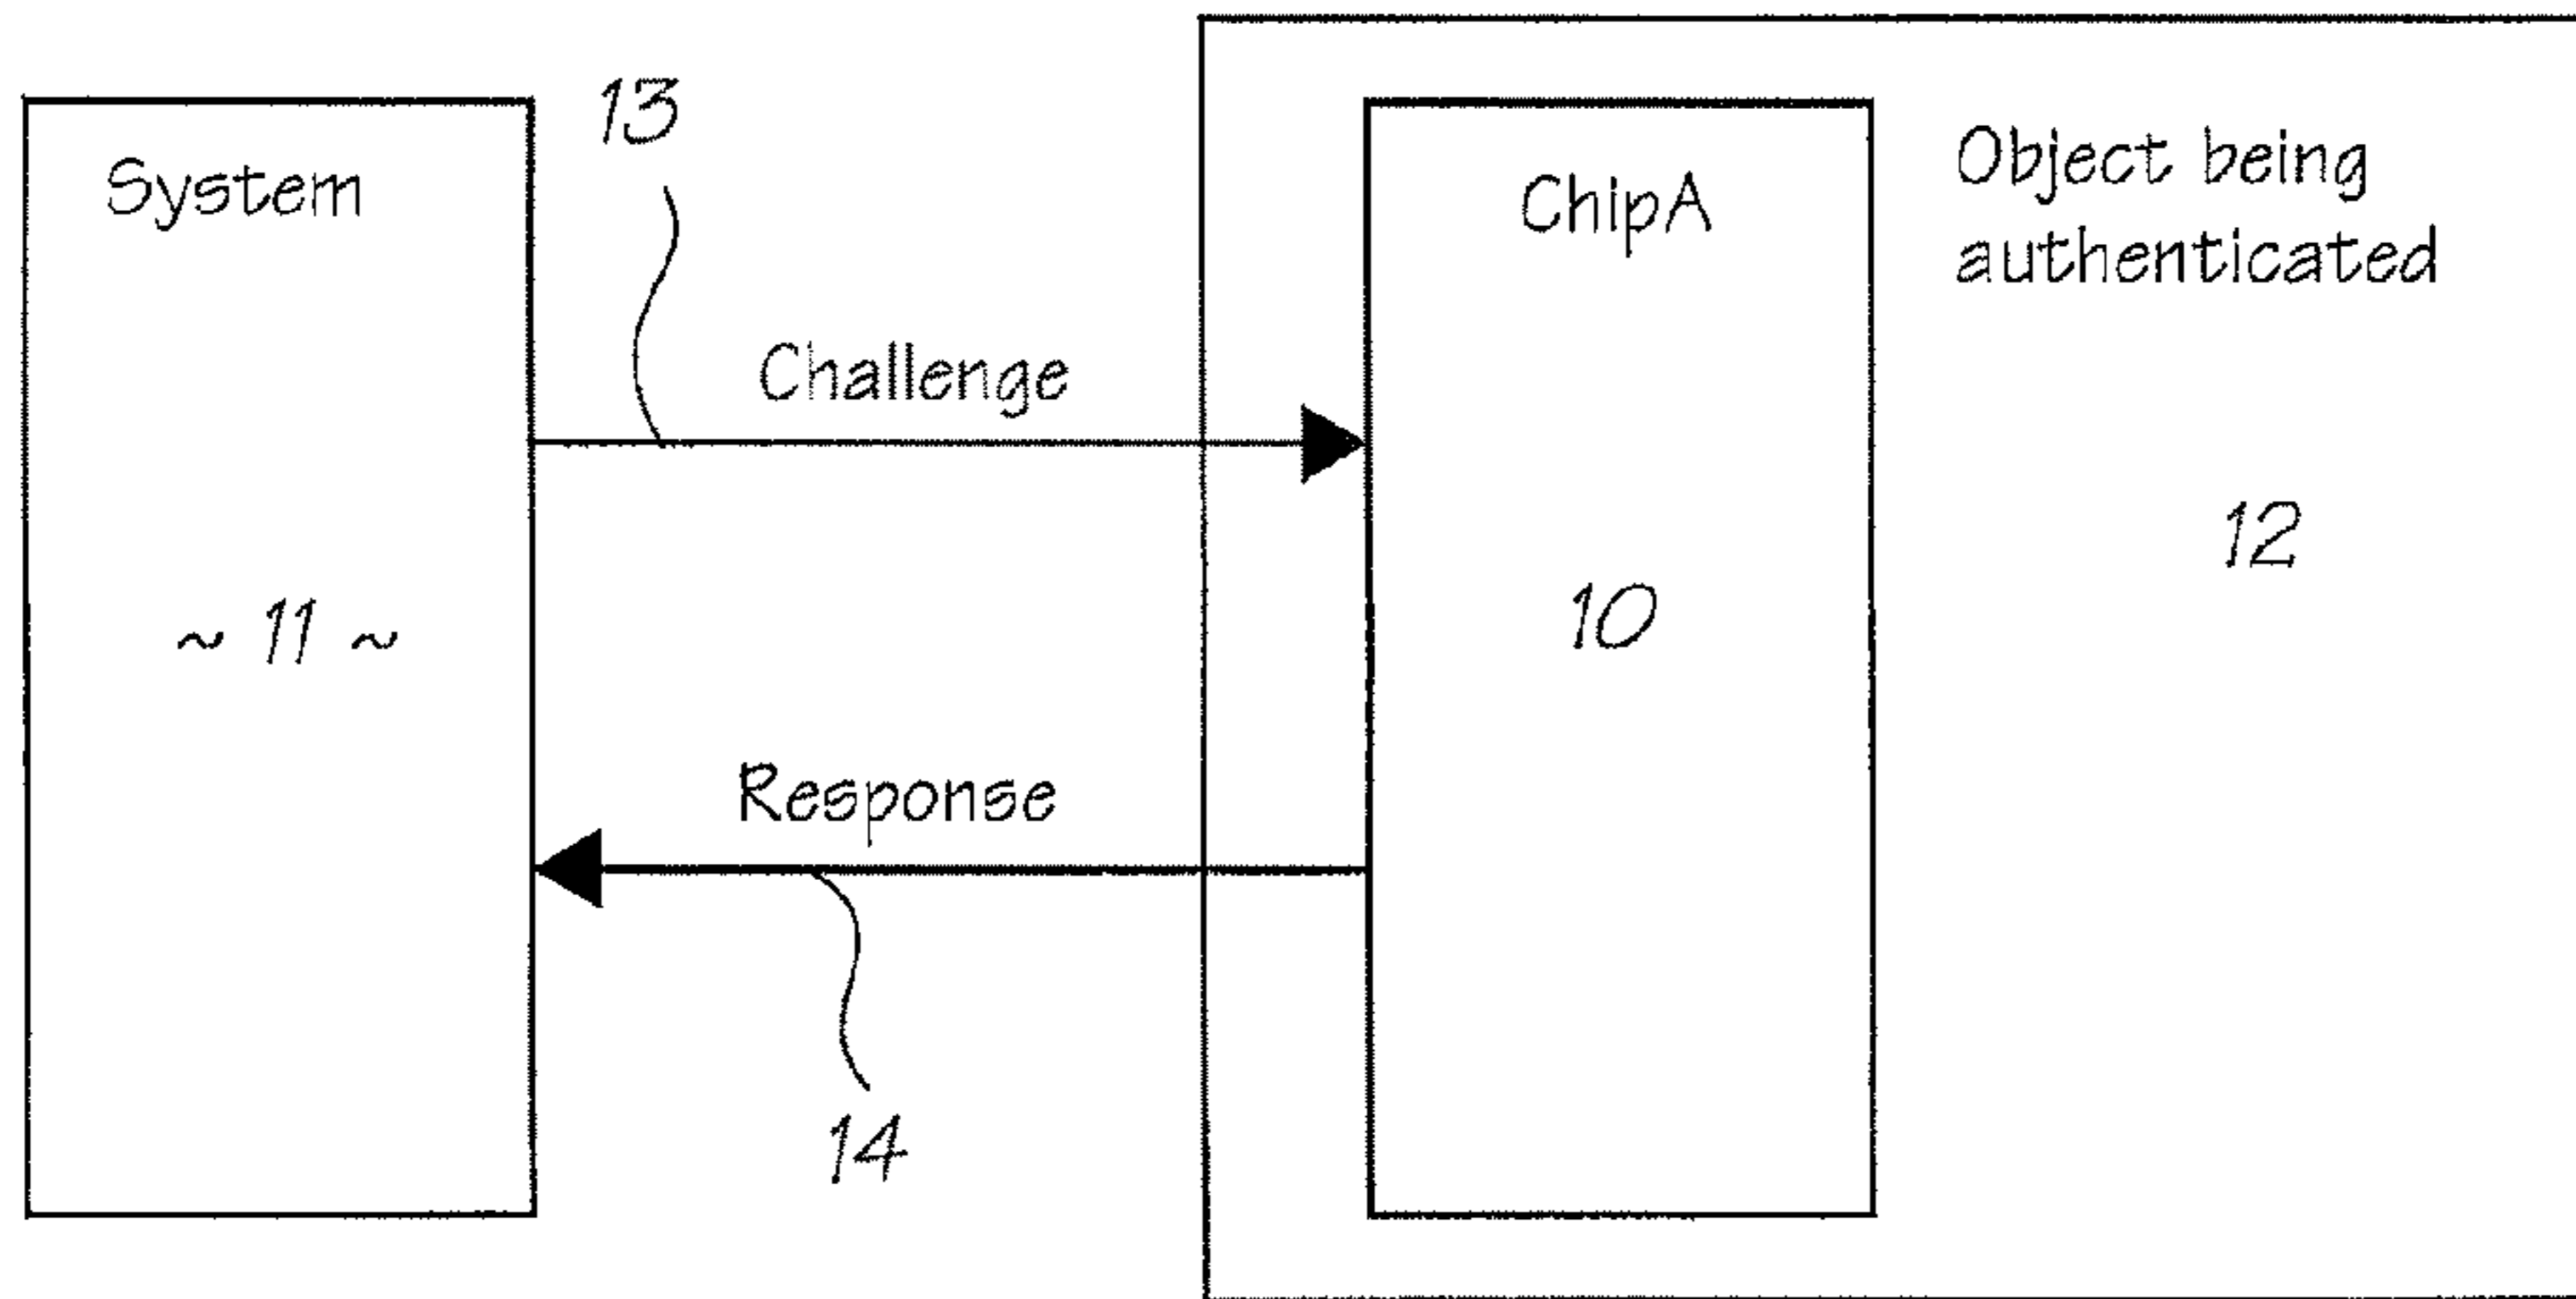 System
13
Challenge
~ 11 ~
Response
14
ChipA
10
Object being
authenticated
12